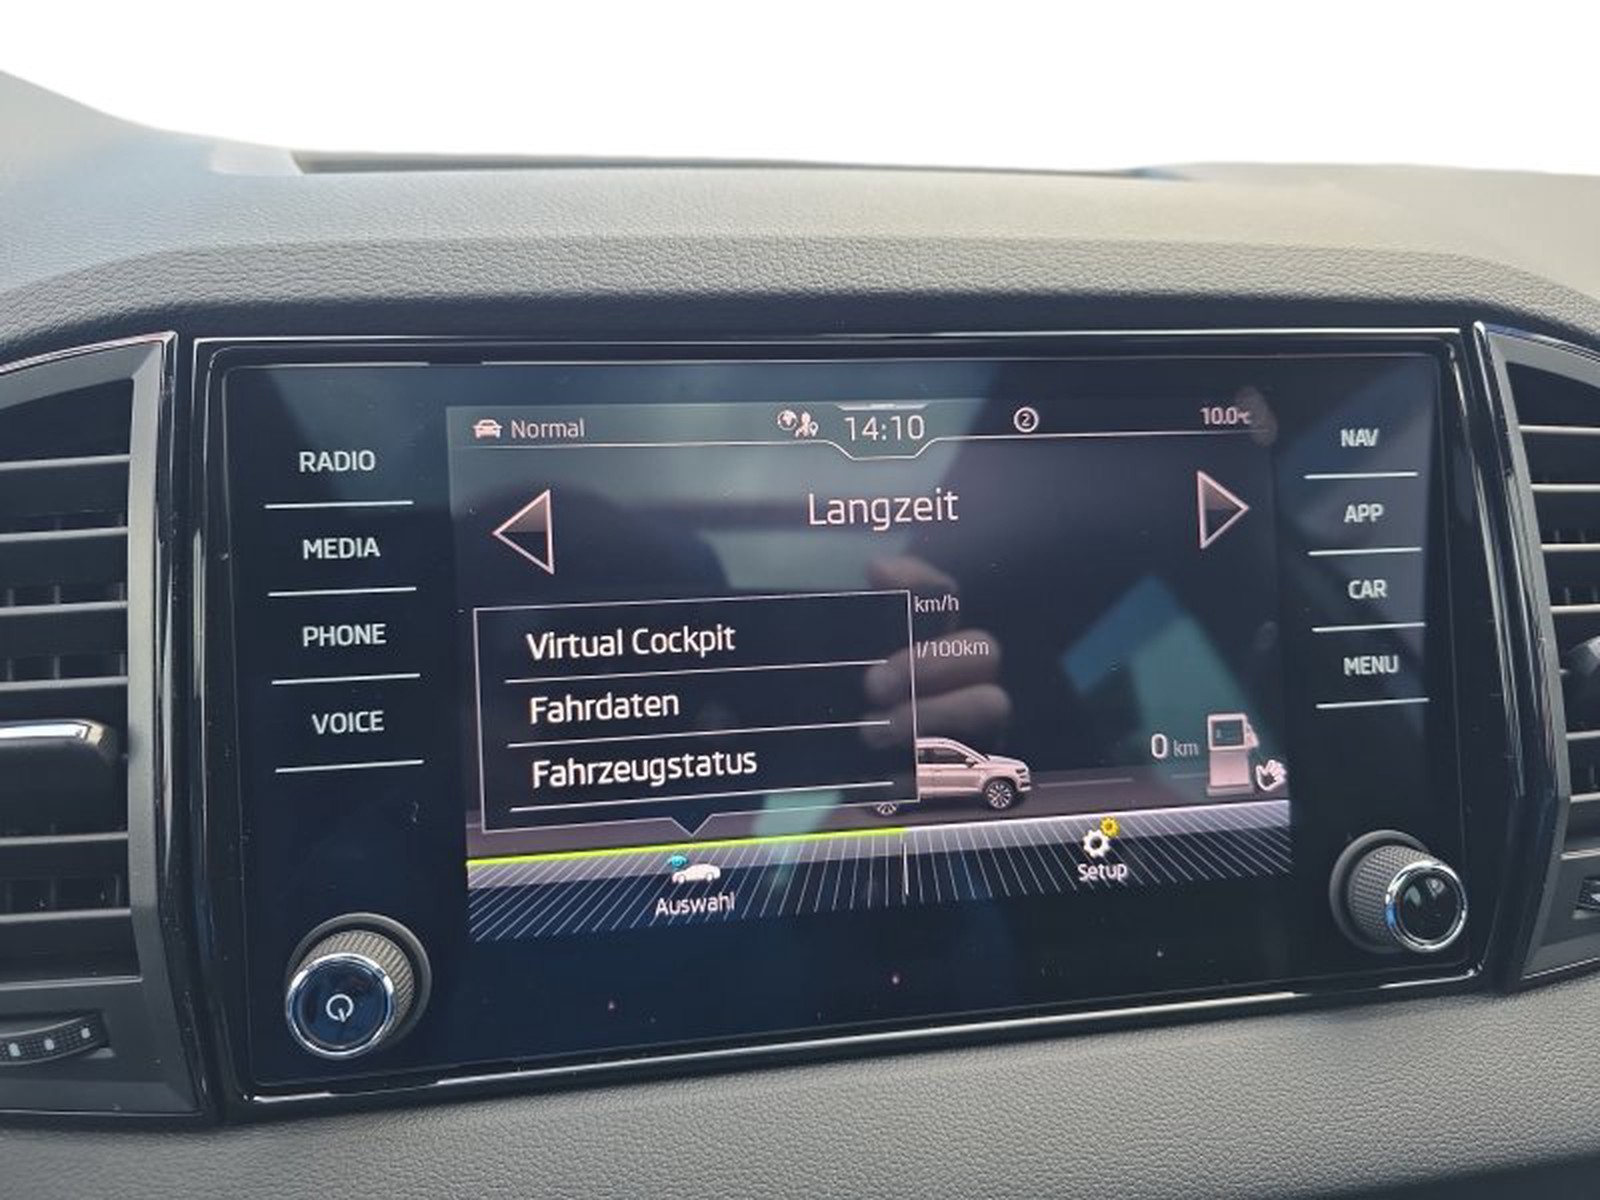 Normal
14:10
2
10.0°C
Langzeit
RADIO
MEDIA
PHONE
VOICE
NAV
APP
CAR
MENU
km/h
l/100km
Virtual Cockpit
Fahrdaten
Fahrzeugstatus
0 km
Auswahl
Setup